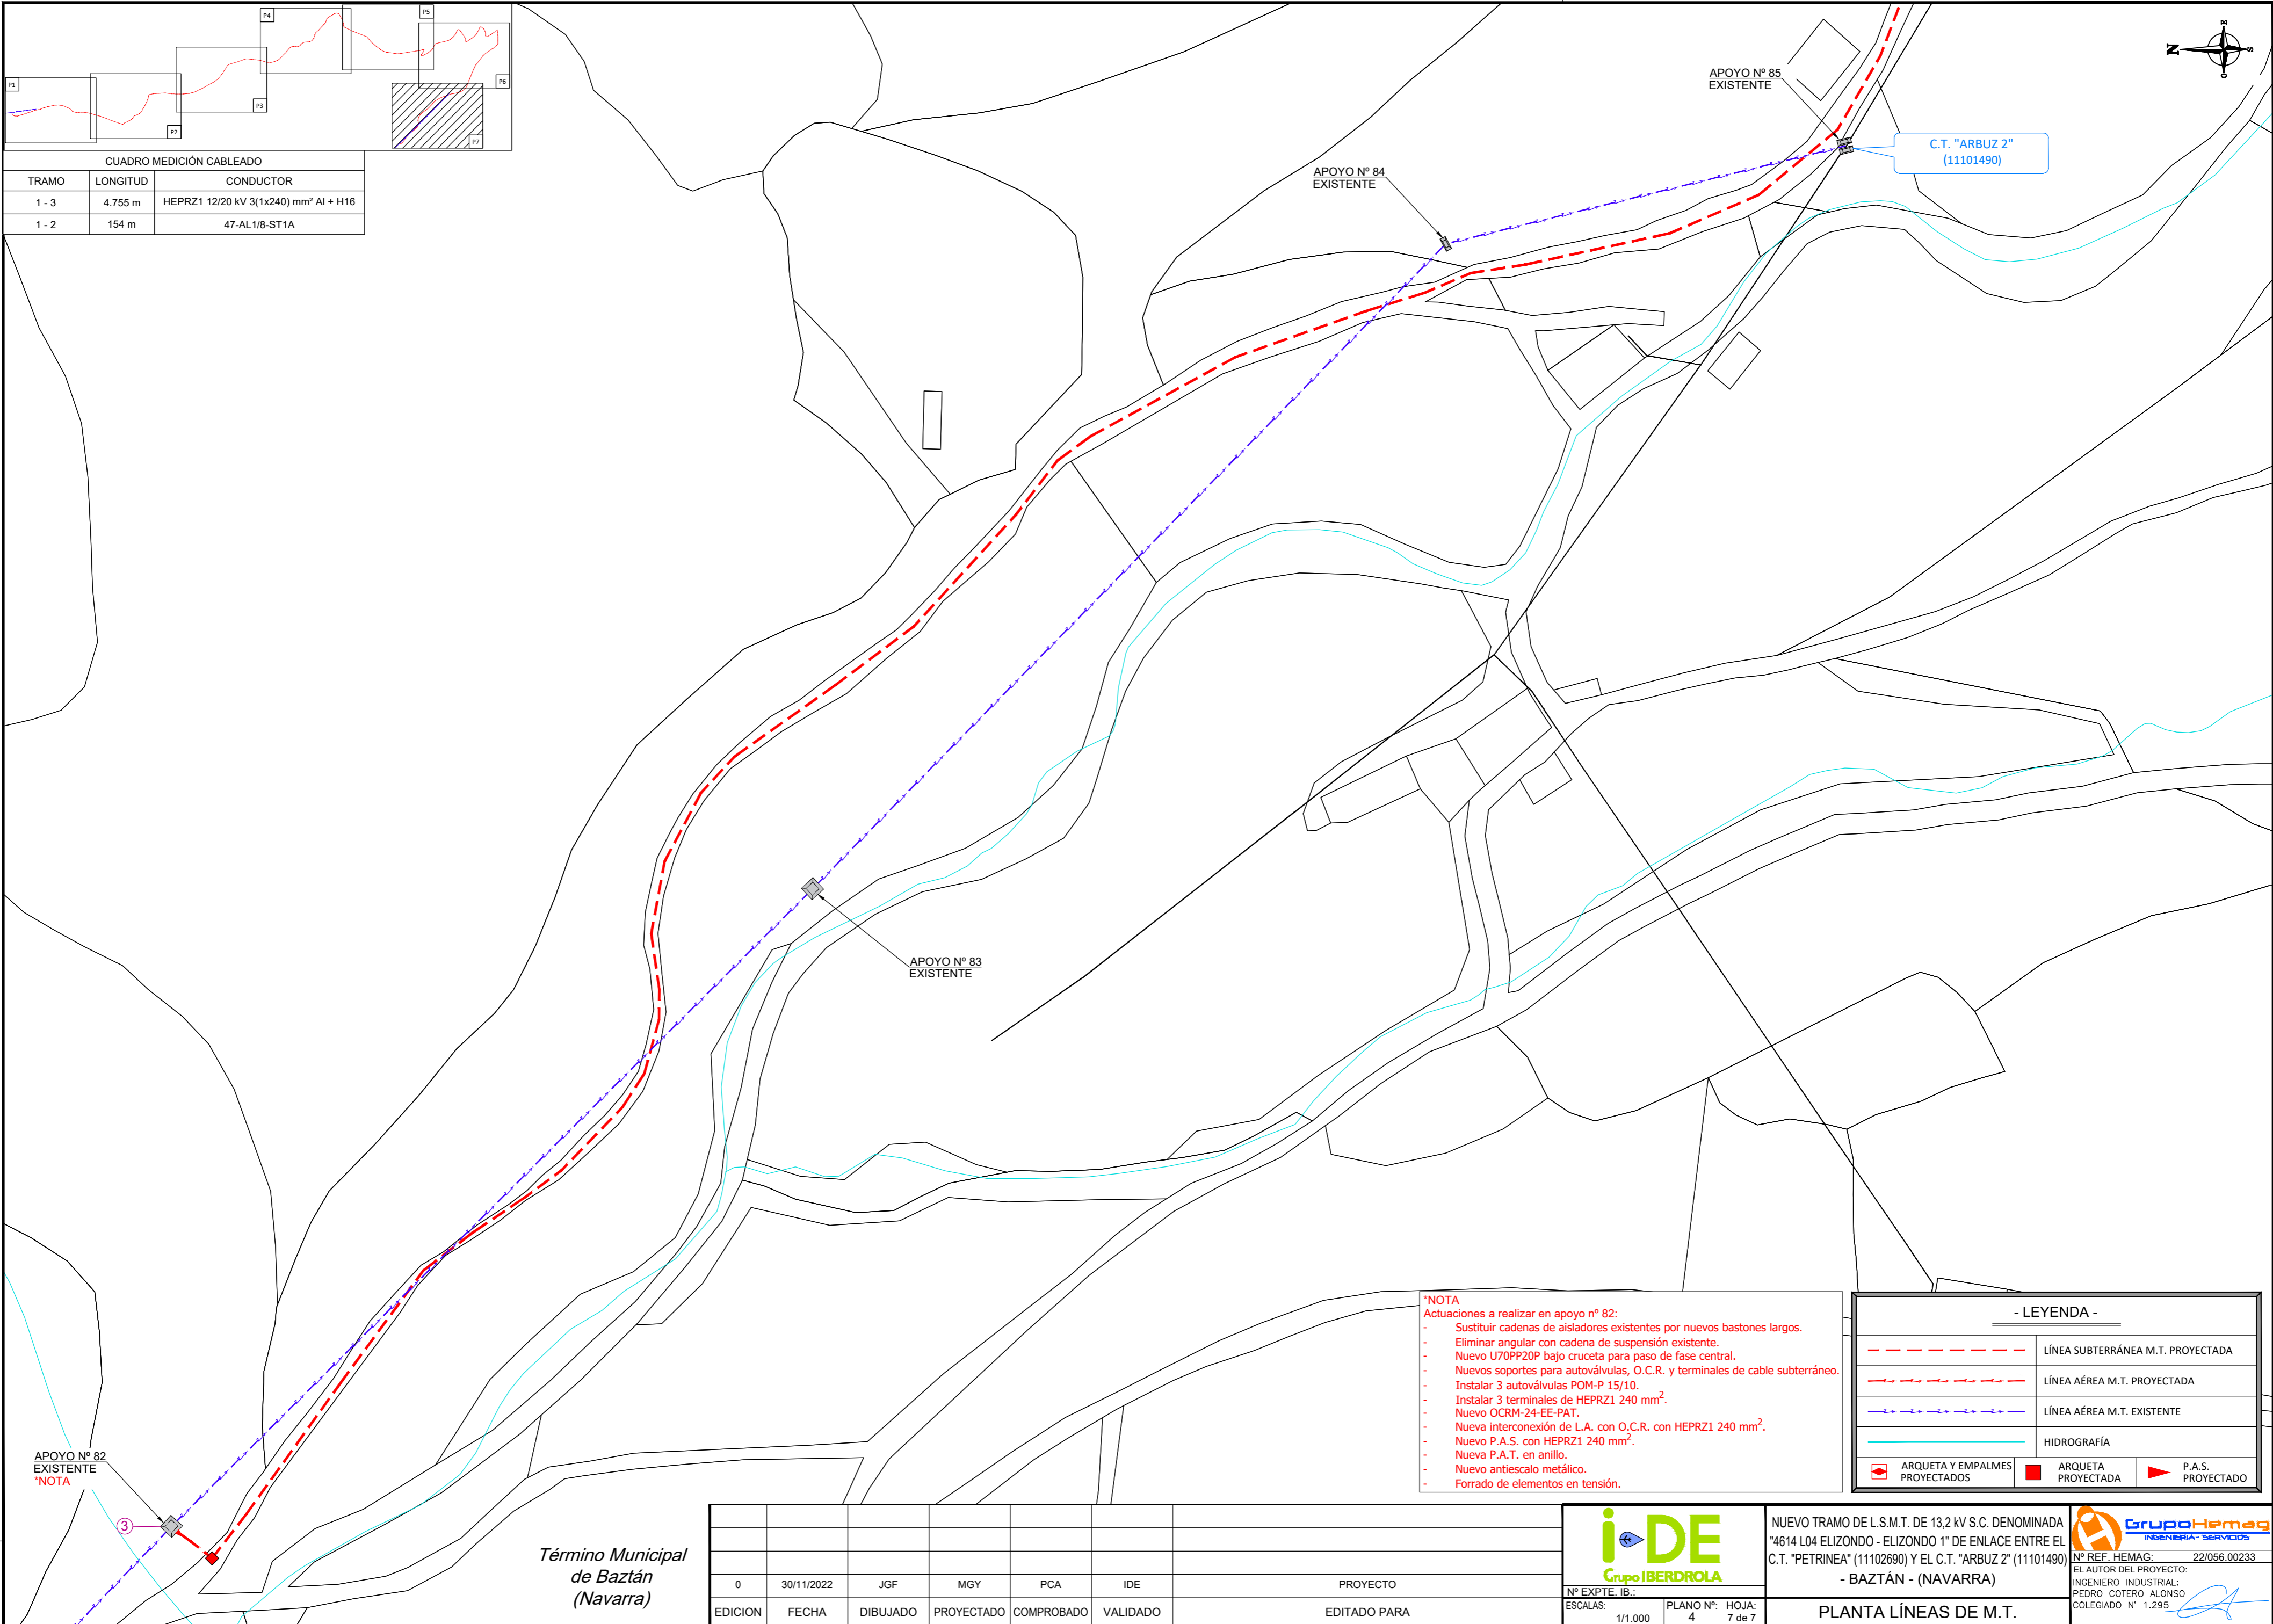 P1
P2
P3
P4
P5
P6
P7
CUADRO MEDICIÓN CABLEADO
TRAMO LONGITUD CONDUCTOR
1 - 3 4.755 m HEPRZ1 12/20 kV 3(1x240) mm² Al + H16
1 - 2 154 m 47-AL1/8-ST1A
N
E
S
O
APOYO Nº 85
EXISTENTE
C.T. "ARBUZ 2"
(11101490)
APOYO Nº 84
EXISTENTE
APOYO Nº 83
EXISTENTE
APOYO Nº 82
EXISTENTE
*NOTA
3
*NOTA
Actuaciones a realizar en apoyo nº 82:
- Sustituir cadenas de aisladores existentes por nuevos bastones largos.
- Eliminar angular con cadena de suspensión existente.
- Nuevo U70PP20P bajo cruceta para paso de fase central.
- Nuevos soportes para autoválvulas, O.C.R. y terminales de cable subterráneo.
- Instalar 3 autoválvulas POM-P 15/10.
- Instalar 3 terminales de HEPRZ1 240 mm².
- Nuevo OCRM-24-EE-PAT.
- Nueva interconexión de L.A. con O.C.R. con HEPRZ1 240 mm².
- Nuevo P.A.S. con HEPRZ1 240 mm².
- Nueva P.A.T. en anillo.
- Nuevo antiescalo metálico.
- Forrado de elementos en tensión.
- LEYENDA -
LÍNEA SUBTERRÁNEA M.T. PROYECTADA
LÍNEA AÉREA M.T. PROYECTADA
LÍNEA AÉREA M.T. EXISTENTE
HIDROGRAFÍA
ARQUETA Y EMPALMES
PROYECTADOS
ARQUETA
PROYECTADA
P.A.S.
PROYECTADO
Término Municipal
de Baztán
(Navarra)
0 30/11/2022 JGF MGY PCA IDE PROYECTO
EDICION FECHA DIBUJADO PROYECTADO COMPROBADO VALIDADO EDITADO PARA
i-DE
Grupo IBERDROLA
Nº EXPTE. IB.:
ESCALAS:
1/1.000
PLANO Nº:
4
HOJA:
7 de 7
NUEVO TRAMO DE L.S.M.T. DE 13,2 kV S.C. DENOMINADA
"4614 L04 ELIZONDO - ELIZONDO 1" DE ENLACE ENTRE EL
C.T. "PETRINEA" (11102690) Y EL C.T. "ARBUZ 2" (11101490)
- BAZTÁN - (NAVARRA)
PLANTA LÍNEAS DE M.T.
GrupoHemag
INGENIERIA - SERVICIOS
Nº REF. HEMAG: 22/056.00233
EL AUTOR DEL PROYECTO:
INGENIERO INDUSTRIAL:
PEDRO COTERO ALONSO
COLEGIADO Nº 1.295